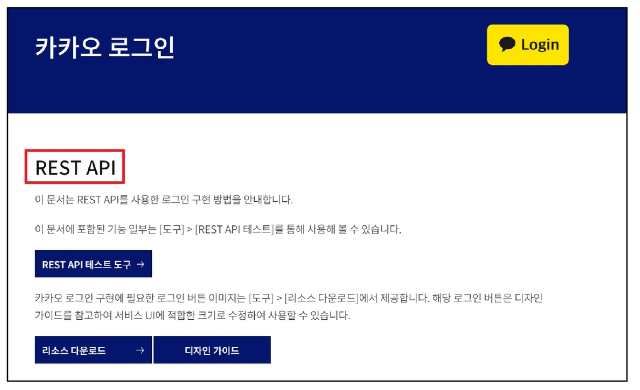 카카오 로그인
Login
REST API
이 문서는 REST API를 사용한 로그인 구현 방법을 안내합니다.
이 문서에 포함된 기능 일부는 [도구] > [REST API 테스트]를 통해 사용해 볼 수 있습니다.
REST API 테스트 도구 →
카카오 로그인 구현에 필요한 로그인 버튼 이미지는 [도구] > [리소스 다운로드]에서 제공합니다. 해당 로그인 버튼은 디자인
가이드를 참고하여 서비스 UI에 적합한 크기로 수정하여 사용할 수 있습니다.
리소스 다운로드 →
디자인 가이드